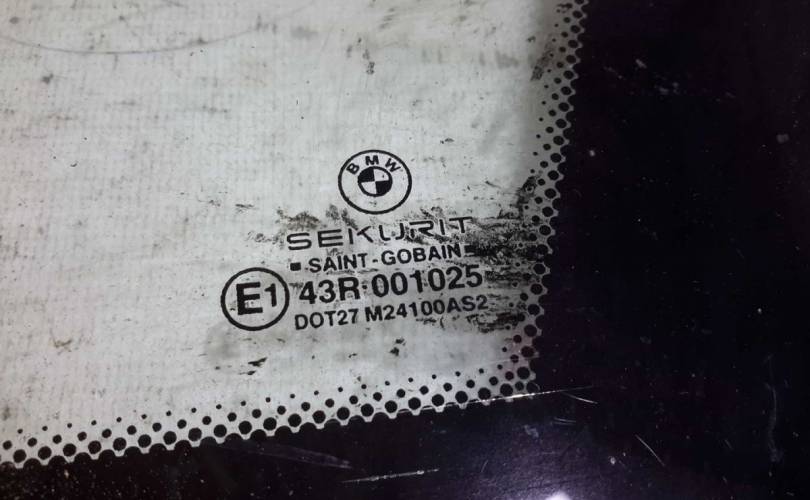 BMW
SEKURIT
SAINT-GOBAIN
E1 43R 001025
DOT27 M24100AS2